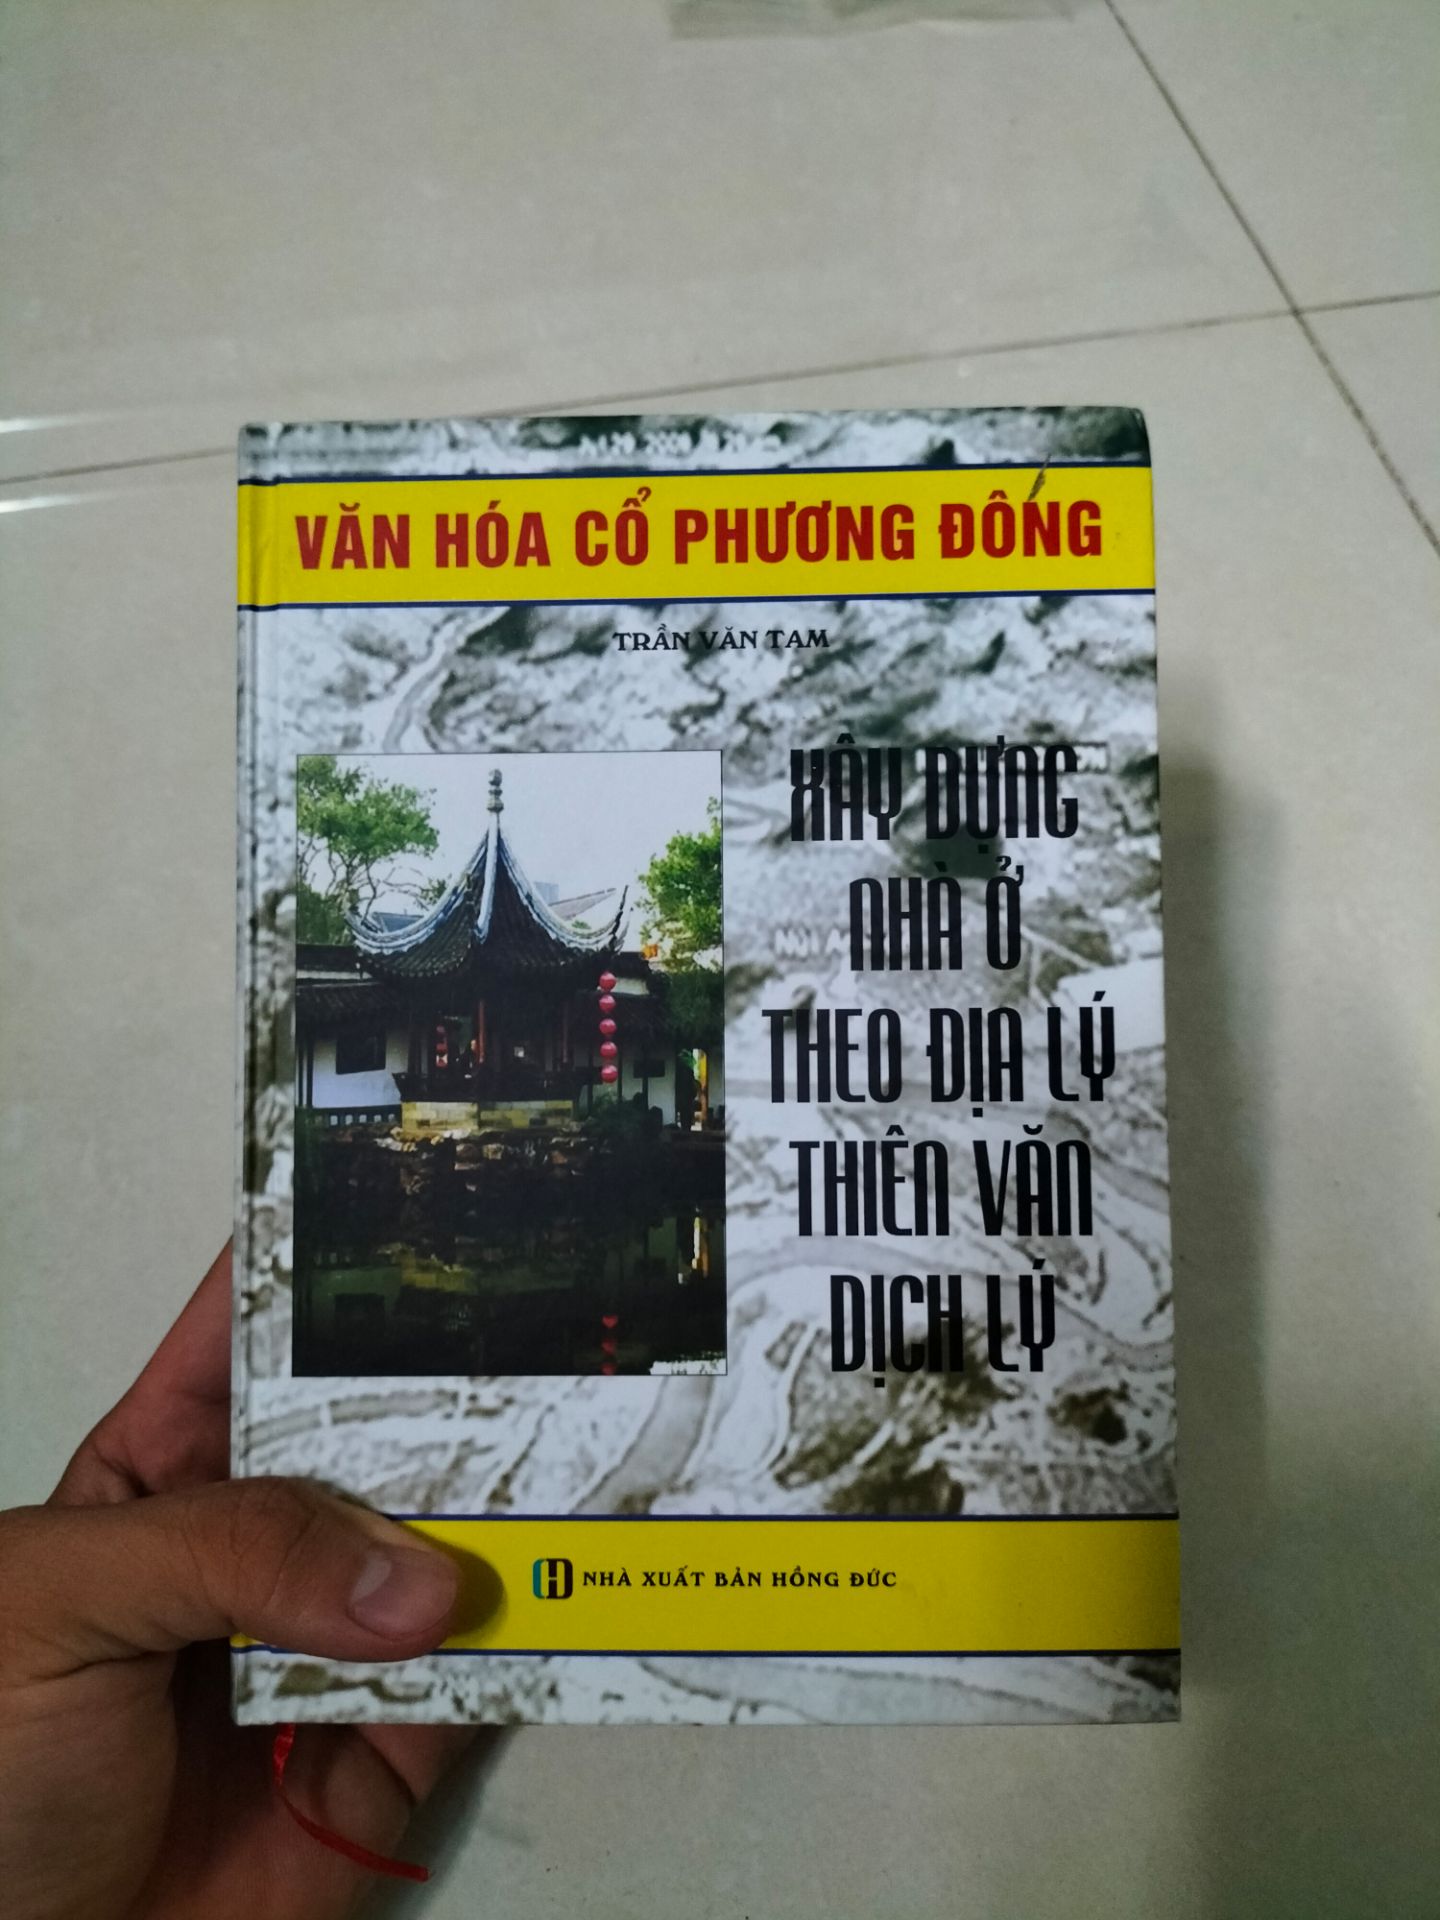 VĂN HÓA CỔ PHƯƠNG ĐÔNG
TRẦN VĂN TAM
XÂY DỰNG
NHÀ Ở
THEO ĐỊA LÝ
THIÊN VĂN
DỊCH LÝ
NHÀ XUẤT BẢN HỒNG ĐỨC